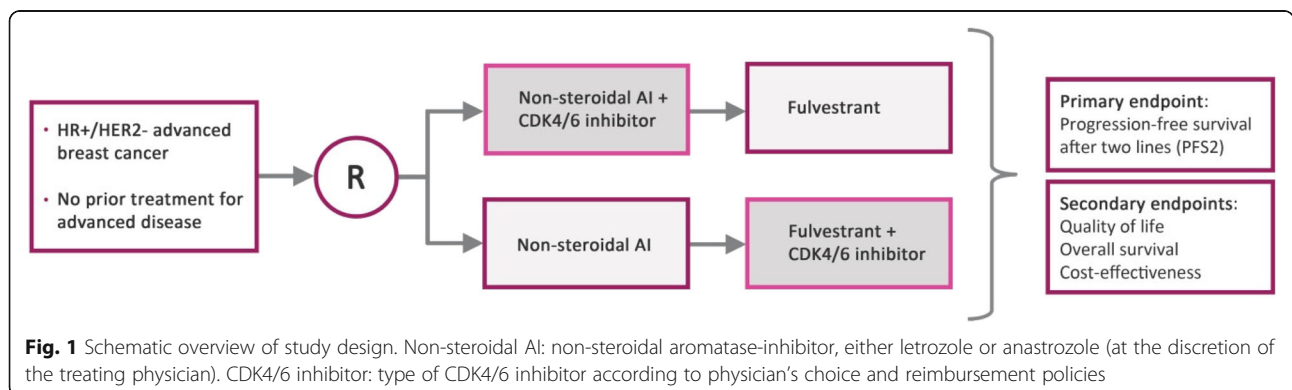 • HR+/HER2- advanced
breast cancer
• No prior treatment for
advanced disease
R
Non-steroidal AI +
CDK4/6 inhibitor
Fulvestrant
Non-steroidal AI
Fulvestrant +
CDK4/6 inhibitor
Primary endpoint:
Progression-free survival
after two lines (PFS2)
Secondary endpoints:
Quality of life
Overall survival
Cost-effectiveness
Fig. 1 Schematic overview of study design. Non-steroidal AI: non-steroidal aromatase-inhibitor, either letrozole or anastrozole (at the discretion of
the treating physician). CDK4/6 inhibitor: type of CDK4/6 inhibitor according to physician's choice and reimbursement policies